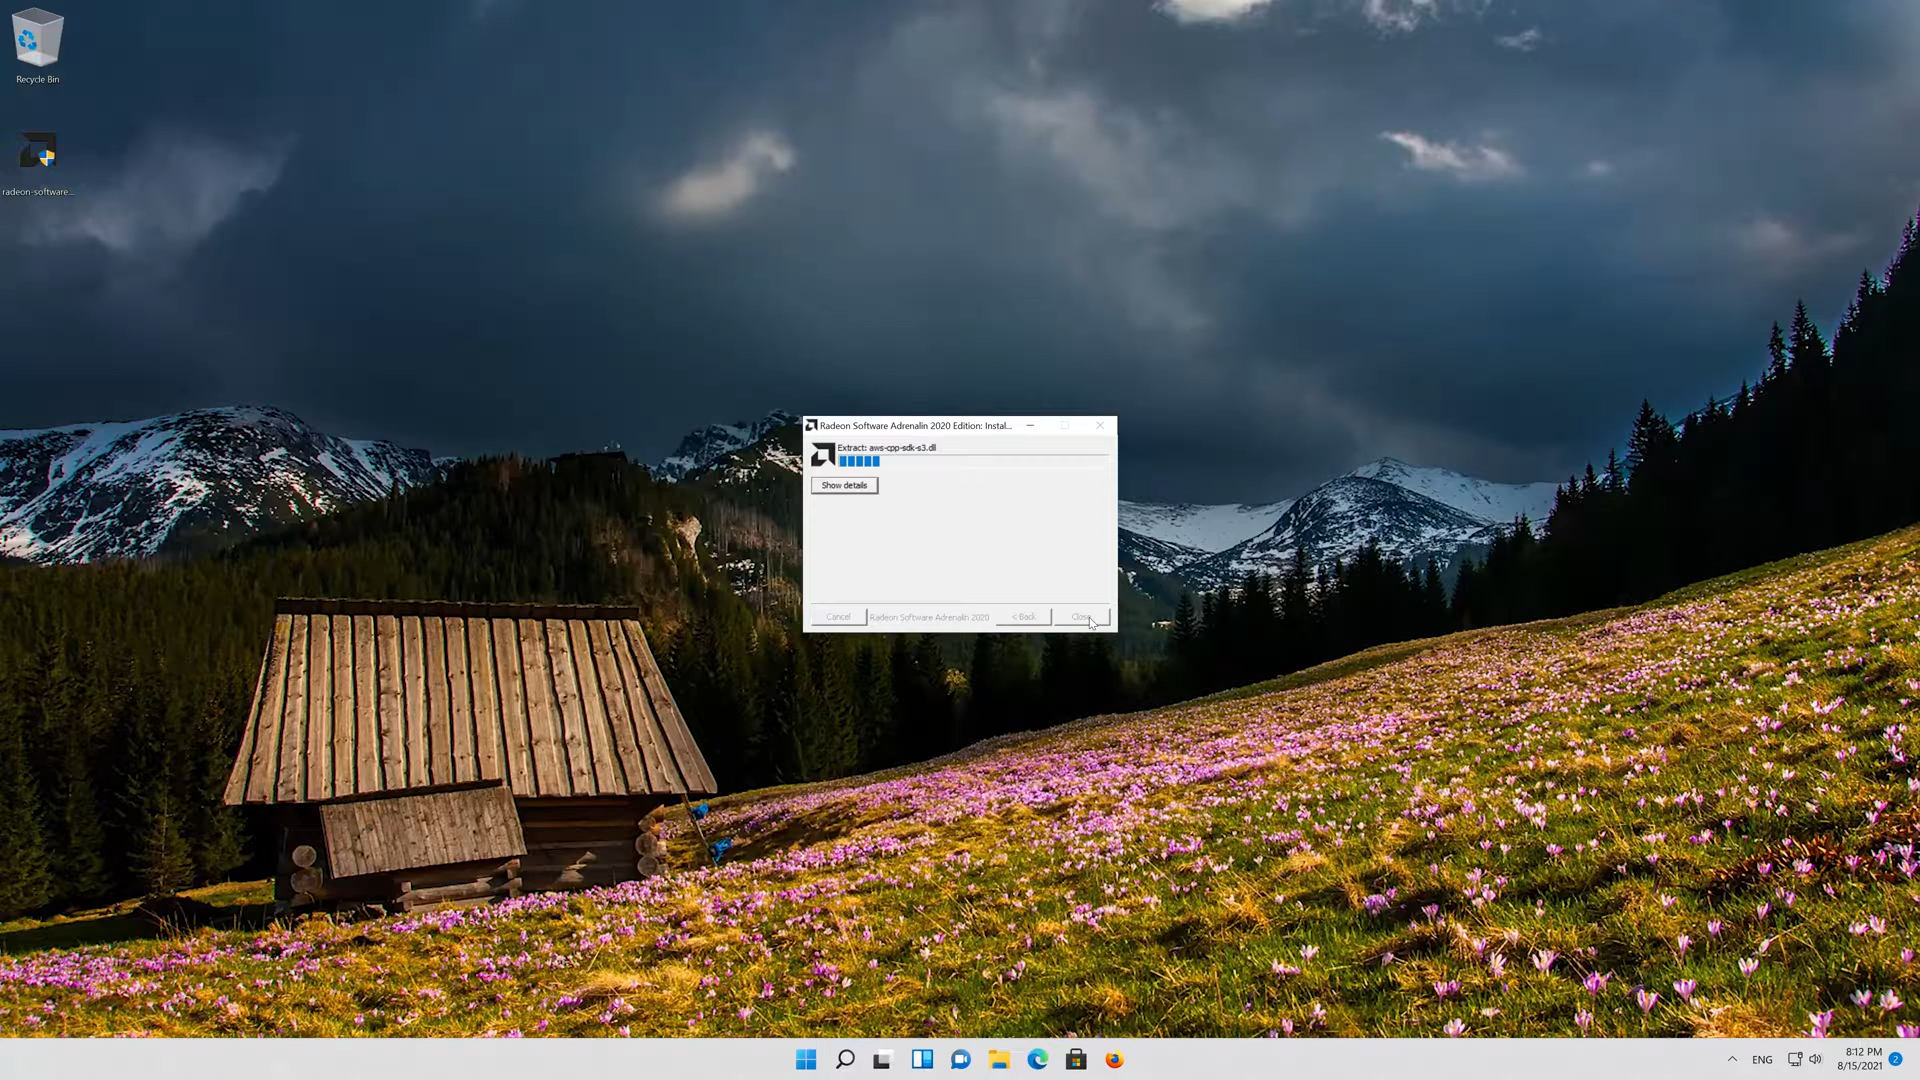 Recycle Bin
radeon-software...
Radeon Software Adrenalin 2020 Edition: Instal...
Extract: aws-cpp-sdk-s3.dll
Show details
Cancel
Radeon Software Adrenalin 2020
< Back
Close
ENG
8:12 PM
8/15/2021
2